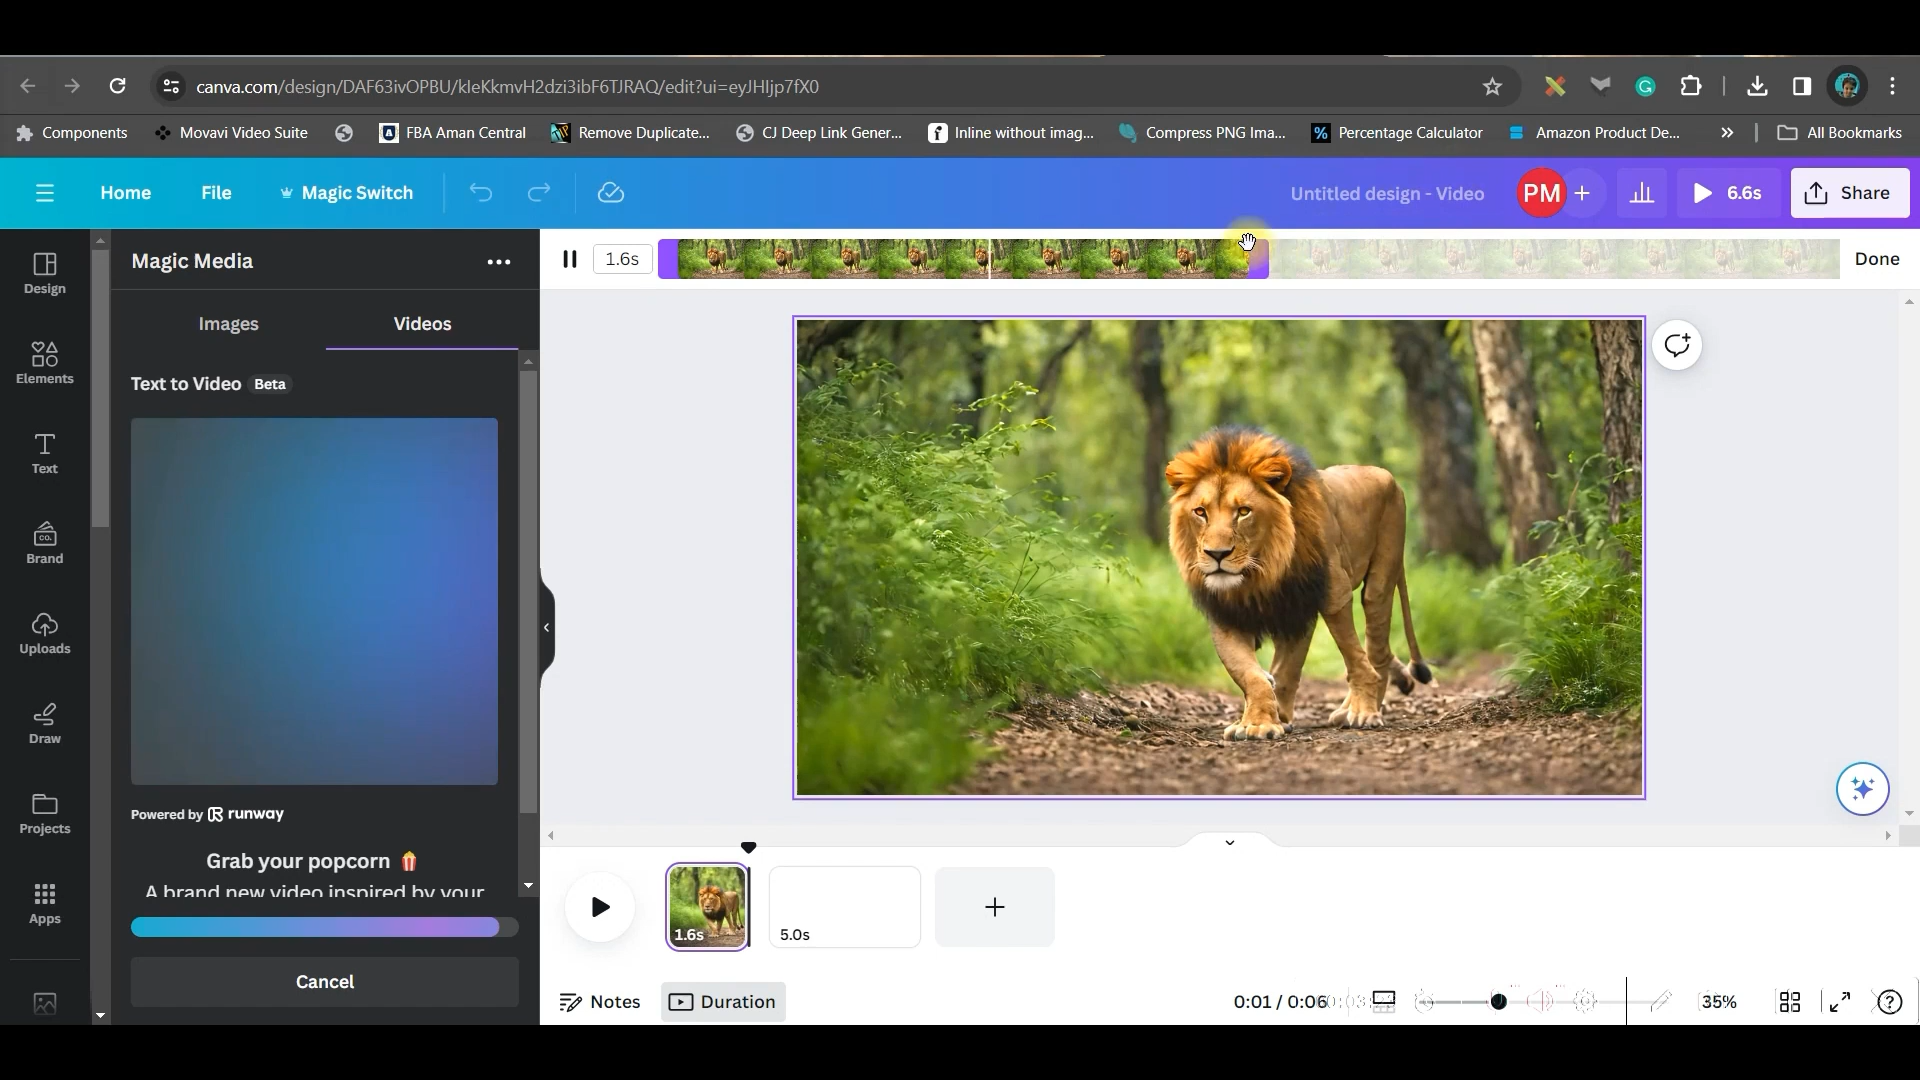 canva.com/design/DAF63ivOPBU/kIeKkmvH2dzi3ibF6TJRAQ/edit?ui=eyJHIjp7fX0
Components
Movavi Video Suite
FBA Aman Central
Remove Duplicate...
CJ Deep Link Gener...
Inline without imag...
Compress PNG Ima...
Percentage Calculator
Amazon Product De...
All Bookmarks
Home
File
Magic Switch
Untitled design - Video
PM
6.6s
Share
Design
Elements
Text
Brand
Uploads
Draw
Projects
Apps
Magic Media
Images
Videos
Text to Video
Beta
Powered by runway
Grab your popcorn 🍿
A brand new video inspired by your
Cancel
1.6s
Done
1.6s
5.0s
Notes
Duration
0:01 / 0:06
35%